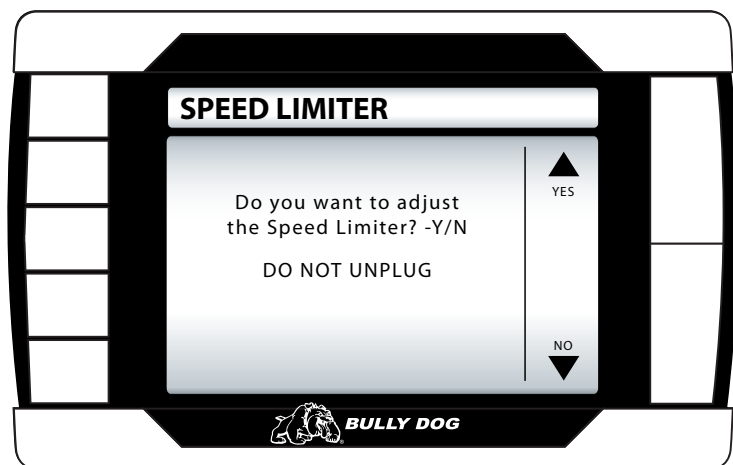 SPEED LIMITER
Do you want to adjust
the Speed Limiter? -Y/N
DO NOT UNPLUG
YES
NO
BULLY DOG